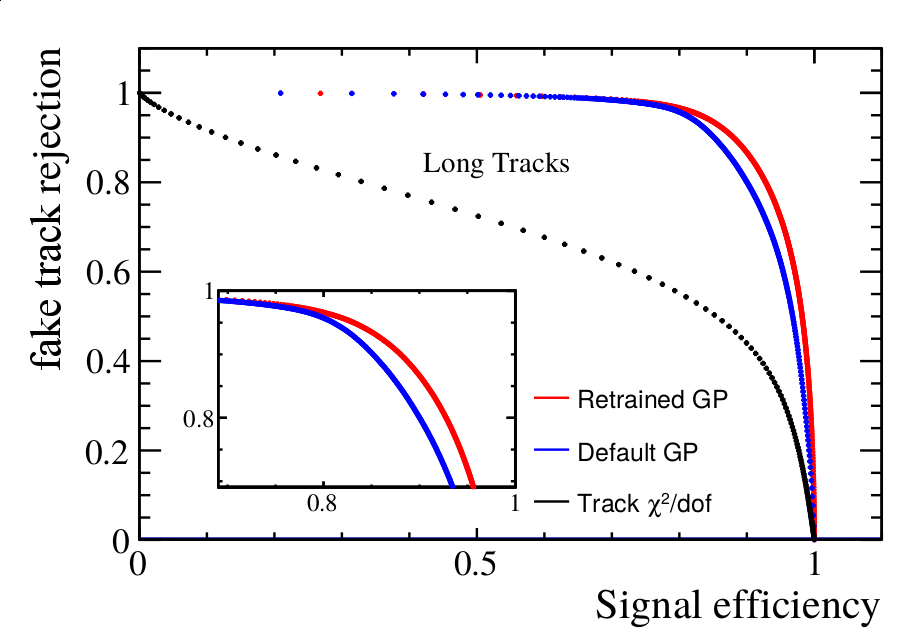 fake track rejection
1
0.8
0.6
0.4
0.2
0
0
0.5
1
Signal efficiency
Long Tracks
1
0.8
0.8
1
Retrained GP
Default GP
Track χ²/dof